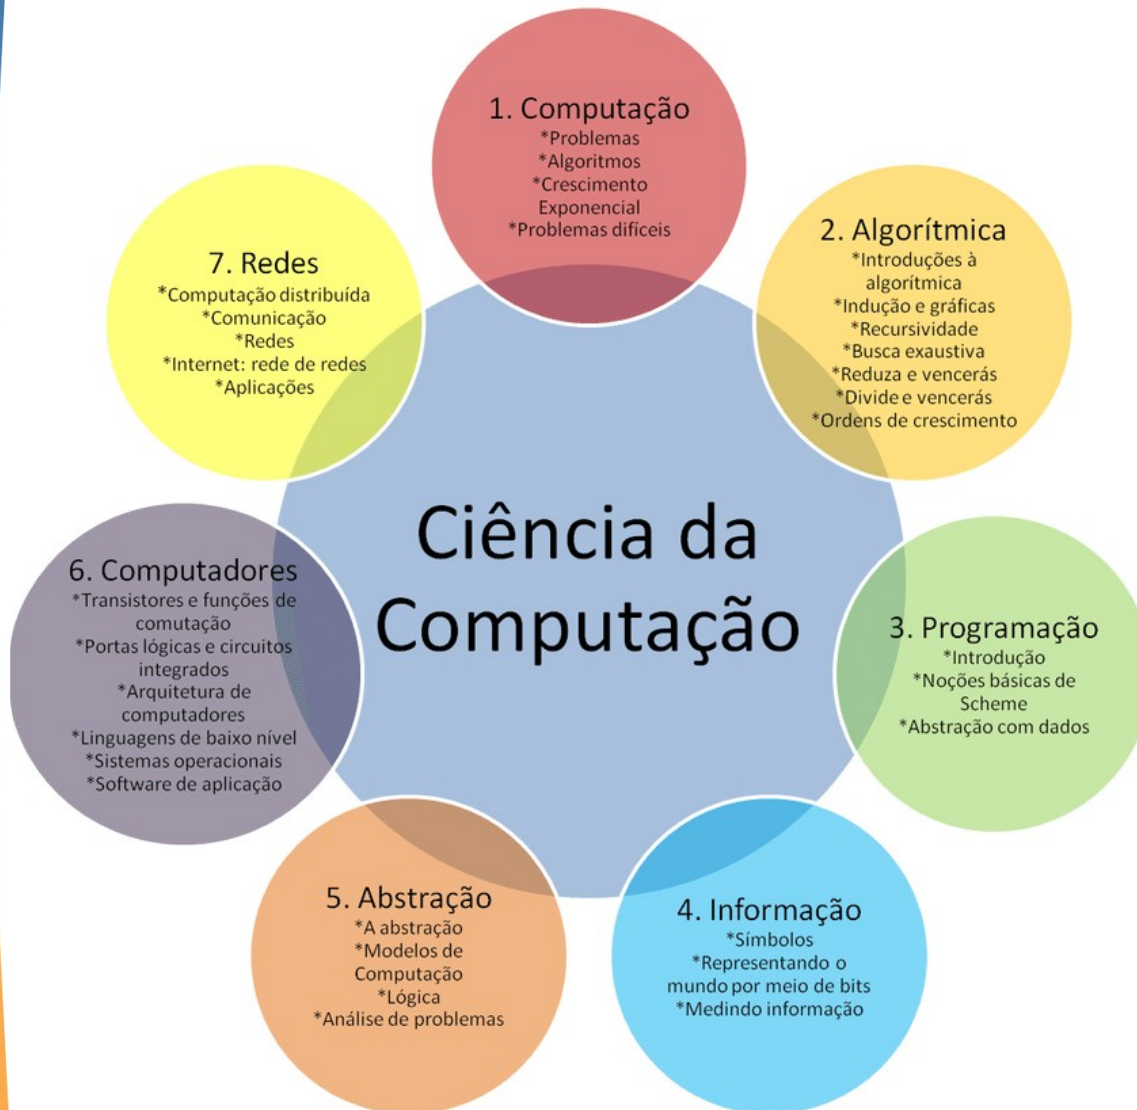 1. Computação
*Problemas
*Algoritmos
*Crescimento
Exponencial
*Problemas difíceis
2. Algorítmica
*Introduções à
algorítmica
*Indução e gráficas
*Recursividade
*Busca exaustiva
*Reduza e vencerás
*Divide e vencerás
*Ordens de crescimento
3. Programação
*Introdução
*Noções básicas de
Scheme
*Abstração com dados
4. Informação
*Símbolos
*Representando o
mundo por meio de bits
*Medindo informação
5. Abstração
*A abstração
*Modelos de
Computação
*Lógica
*Análise de problemas
6. Computadores
*Transistores e funções de
comutação
*Portas lógicas e circuitos
integrados
*Arquitetura de
computadores
*Linguagens de baixo nível
*Sistemas operacionais
*Software de aplicação
7. Redes
*Computação distribuída
*Comunicação
*Redes
*Internet: rede de redes
*Aplicações
Ciência da
Computação